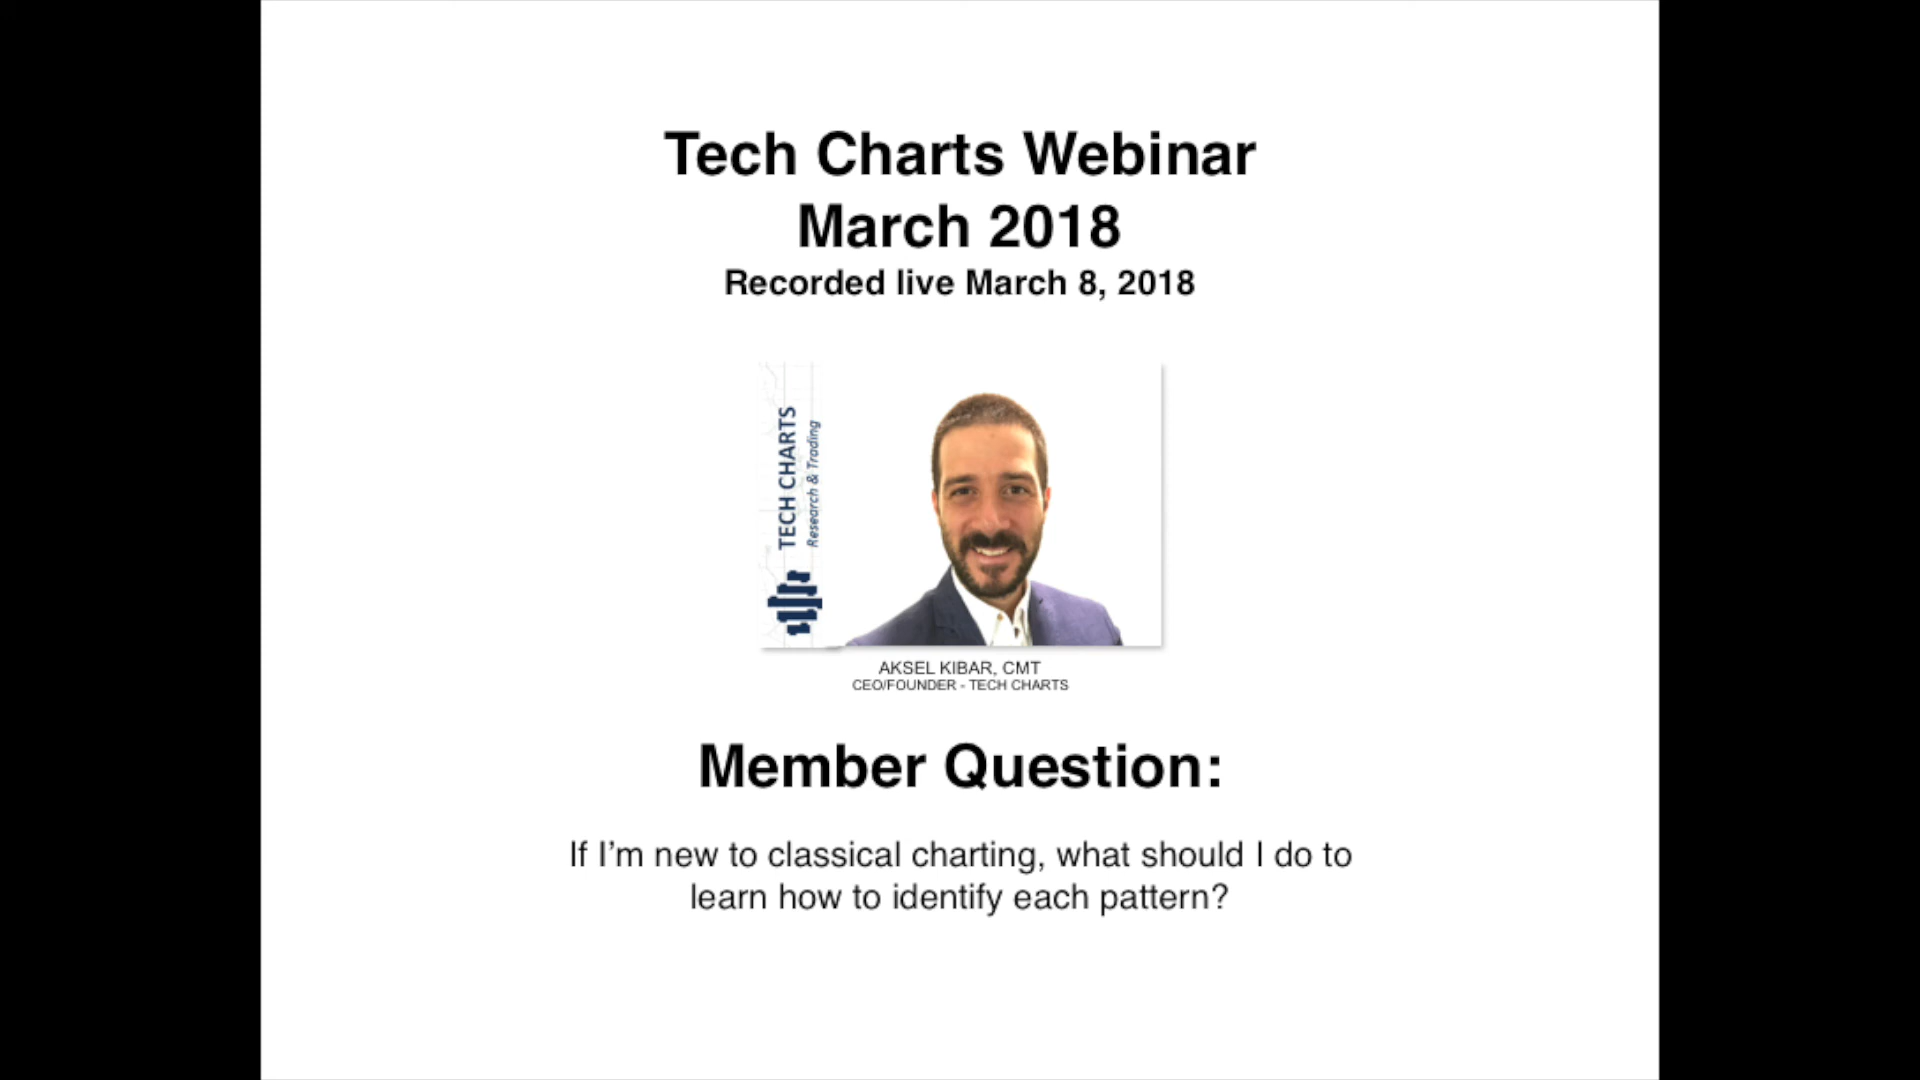 Tech Charts Webinar
March 2018
Recorded live March 8, 2018
TECH CHARTS
Research & Trading
AKSEL KIBAR, CMT
CEO/FOUNDER - TECH CHARTS
Member Question:
If I’m new to classical charting, what should I do to
learn how to identify each pattern?